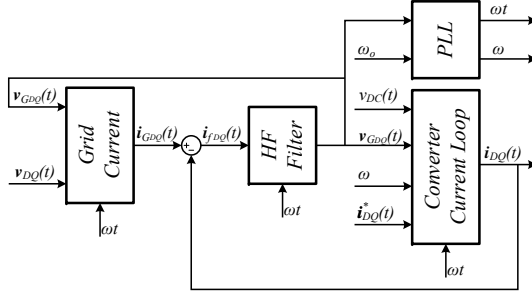 ωt
ω
PLL
ω₀
v_GDQ(t)
v_DC(t)
Grid Current
i_GDQ(t)
+
−
i_fDQ(t)
HF Filter
v_GDQ(t)
Converter Current Loop
i_DQ(t)
v_DQ(t)
ω
i*_DQ(t)
ωt
ωt
ωt